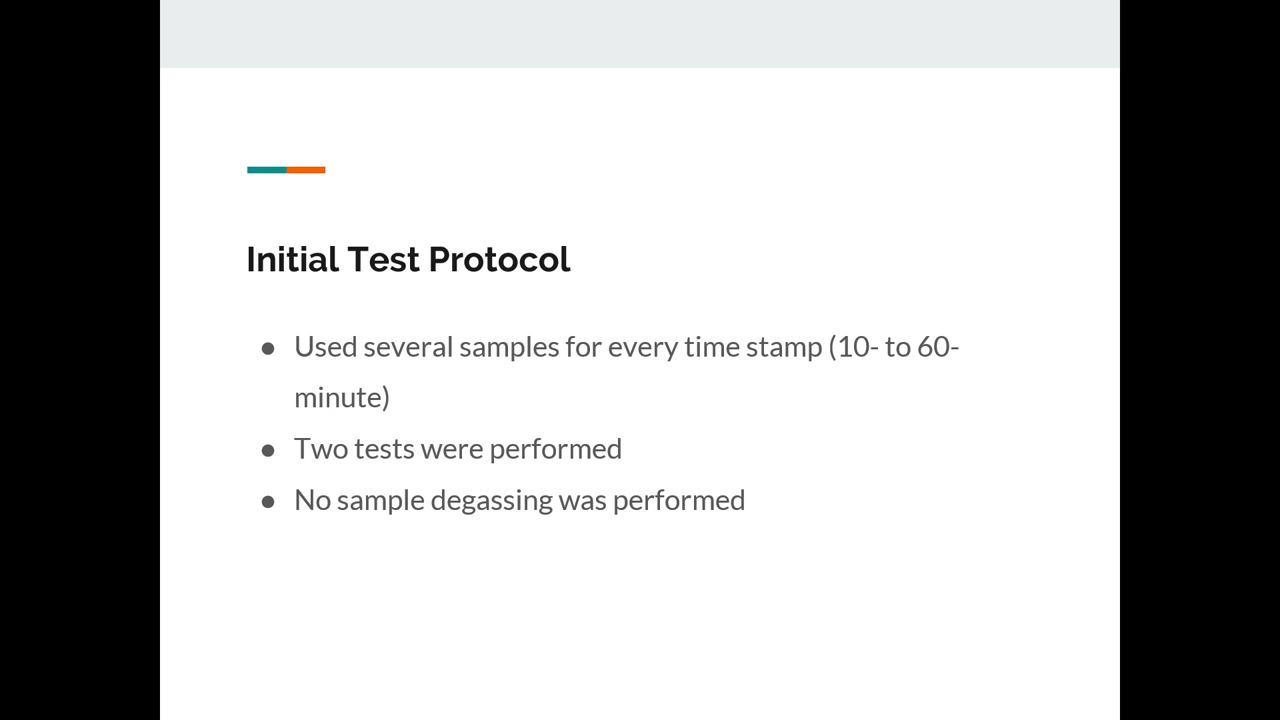 Initial Test Protocol
● Used several samples for every time stamp (10- to 60-
minute)
● Two tests were performed
● No sample degassing was performed